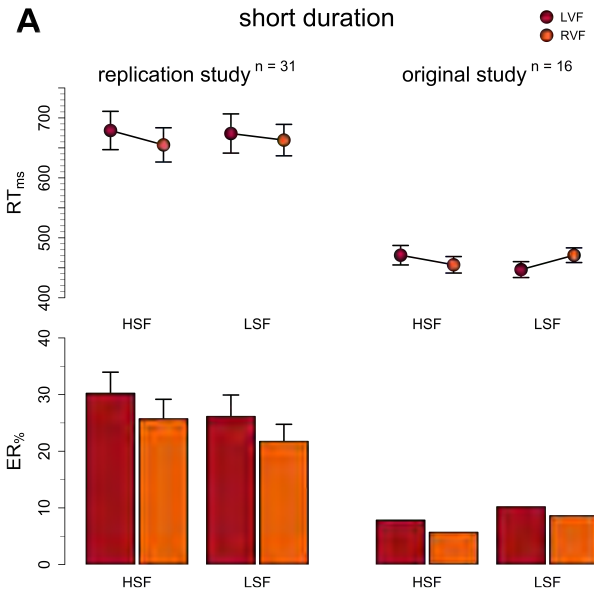 A
short duration
LVF
RVF
replication study n = 31
original study n = 16
RTms
700
600
500
400
HSF
LSF
HSF
LSF
ER%
40
30
20
10
0
HSF
LSF
HSF
LSF